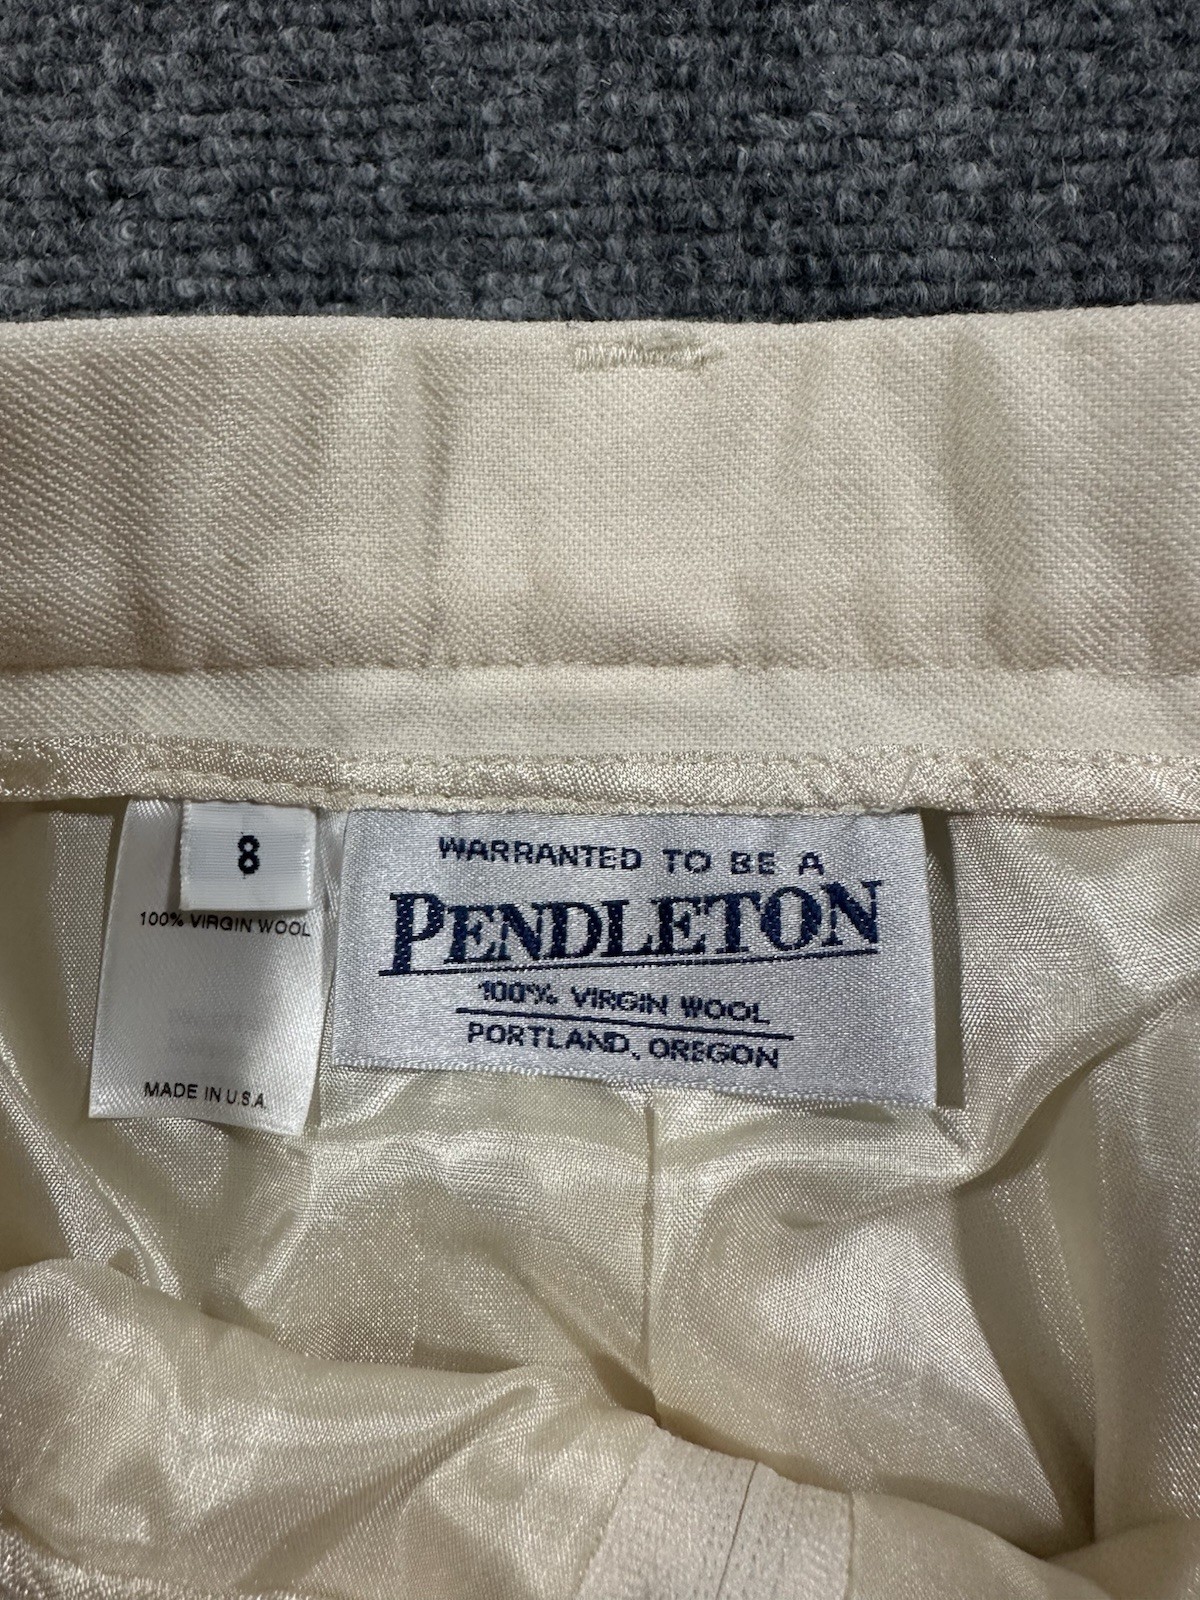 8
100% VIRGIN WOOL
MADE IN U.S.A.
WARRANTED TO BE A
PENDLETON
100% VIRGIN WOOL
PORTLAND, OREGON